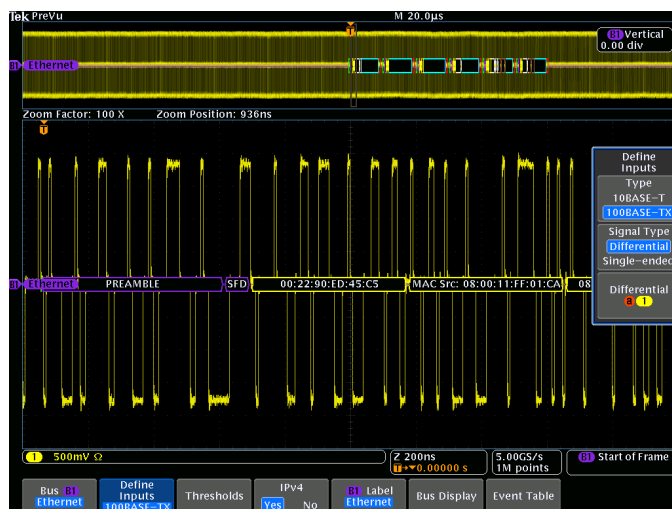 Tek PreVu M 20.0µs
T
B1 Vertical
0.00 div
B1 Ethernet
Zoom Factor: 100 X Zoom Position: 936ns
T
Define
Inputs
Type
10BASE-T
100BASE-TX
Signal Type
Differential
Single-ended
Differential
a 1
B1 Ethernet PREAMBLE SFD 00:22:90:ED:45:C5 MAC Src: 08:00:11:FF:01:CA 08
1 500mV Ω
Z 200ns
T→▼0.00000 s
5.00GS/s
1M points
B1 Start of Frame
Bus B1
Ethernet
Define
Inputs
100BASE-TX
Thresholds
IPv4
Yes No
B1 Label
Ethernet
Bus Display
Event Table